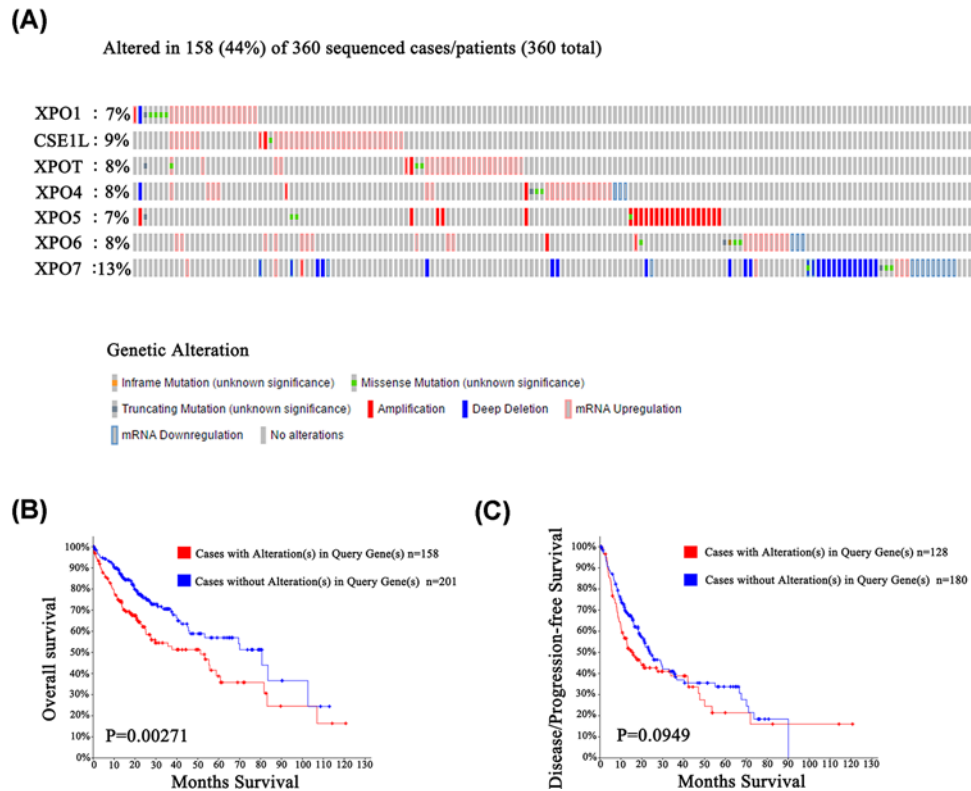 (A)
Altered in 158 (44%) of 360 sequenced cases/patients (360 total)
XPO1 : 7%
CSE1L : 9%
XPOT : 8%
XPO4 : 8%
XPO5 : 7%
XPO6 : 8%
XPO7 :13%
Genetic Alteration
Inframe Mutation (unknown significance) Missense Mutation (unknown significance)
Truncating Mutation (unknown significance) Amplification Deep Deletion mRNA Upregulation
mRNA Downregulation No alterations
(B)
Overall survival
100%
90%
80%
70%
60%
50%
40%
30%
20%
10%
0%
Cases with Alteration(s) in Query Gene(s) n=158
Cases without Alteration(s) in Query Gene(s) n=201
P=0.00271
0 10 20 30 40 50 60 70 80 90 100 110 120 130
Months Survival
(C)
Disease/Progression-free Survival
100%
90%
80%
70%
60%
50%
40%
30%
20%
10%
0%
Cases with Alteration(s) in Query Gene(s) n=128
Cases without Alteration(s) in Query Gene(s) n=180
P=0.0949
0 10 20 30 40 50 60 70 80 90 100 110 120 130
Months Survival